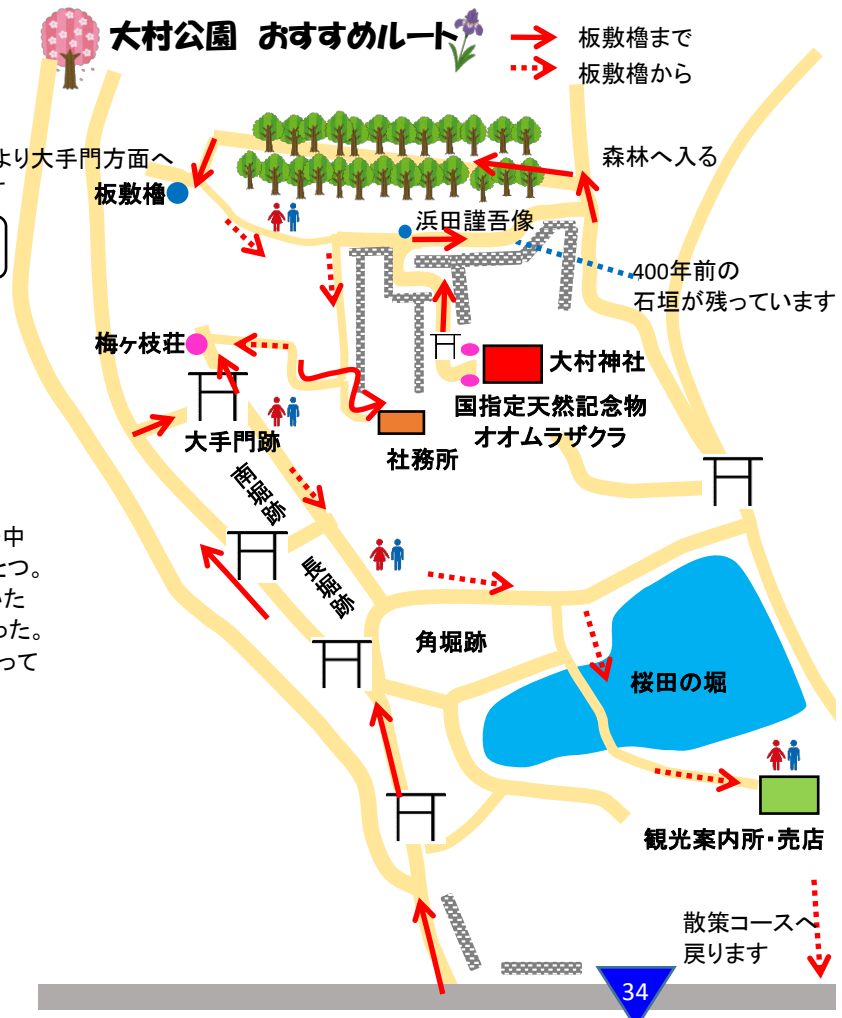 大村公園 おすすめルート
板敷櫓まで
板敷櫓から
より大手門方面へ
森林へ入る
板敷櫓
浜田謹吾像
400年前の
石垣が残っています
梅ヶ枝荘
大村神社
国指定天然記念物
オオムラザクラ
大手門跡
社務所
南堀跡
中
とつ。
いた
った。
って
長堀跡
角堀跡
桜田の堀
観光案内所・売店
散策コースへ
戻ります
34